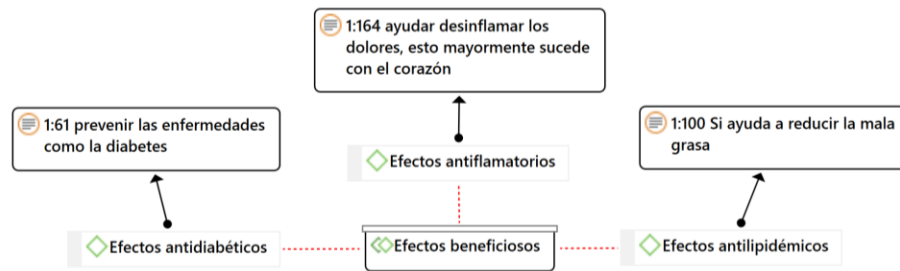 1:164 ayudar desinflamar los
dolores, esto mayormente sucede
con el corazón
1:61 prevenir las enfermedades
como la diabetes
1:100 Si ayuda a reducir la mala
grasa
Efectos antiflamatorios
Efectos antidiabéticos
Efectos beneficiosos
Efectos antilipidémicos